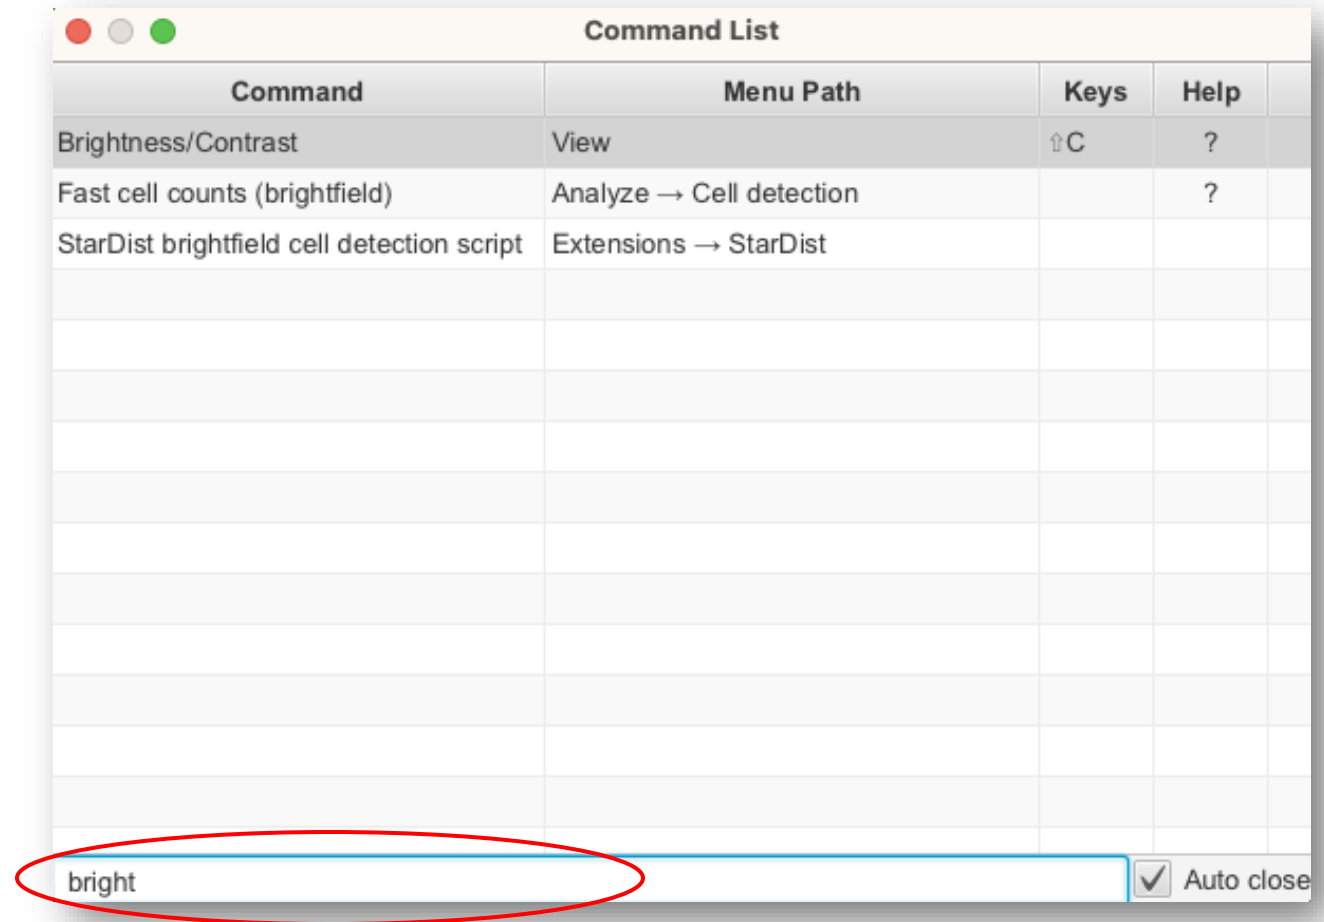 Command List
Command Menu Path Keys Help
Brightness/Contrast View ⇧C ?
Fast cell counts (brightfield) Analyze → Cell detection ?
StarDist brightfield cell detection script Extensions → StarDist
bright Auto close